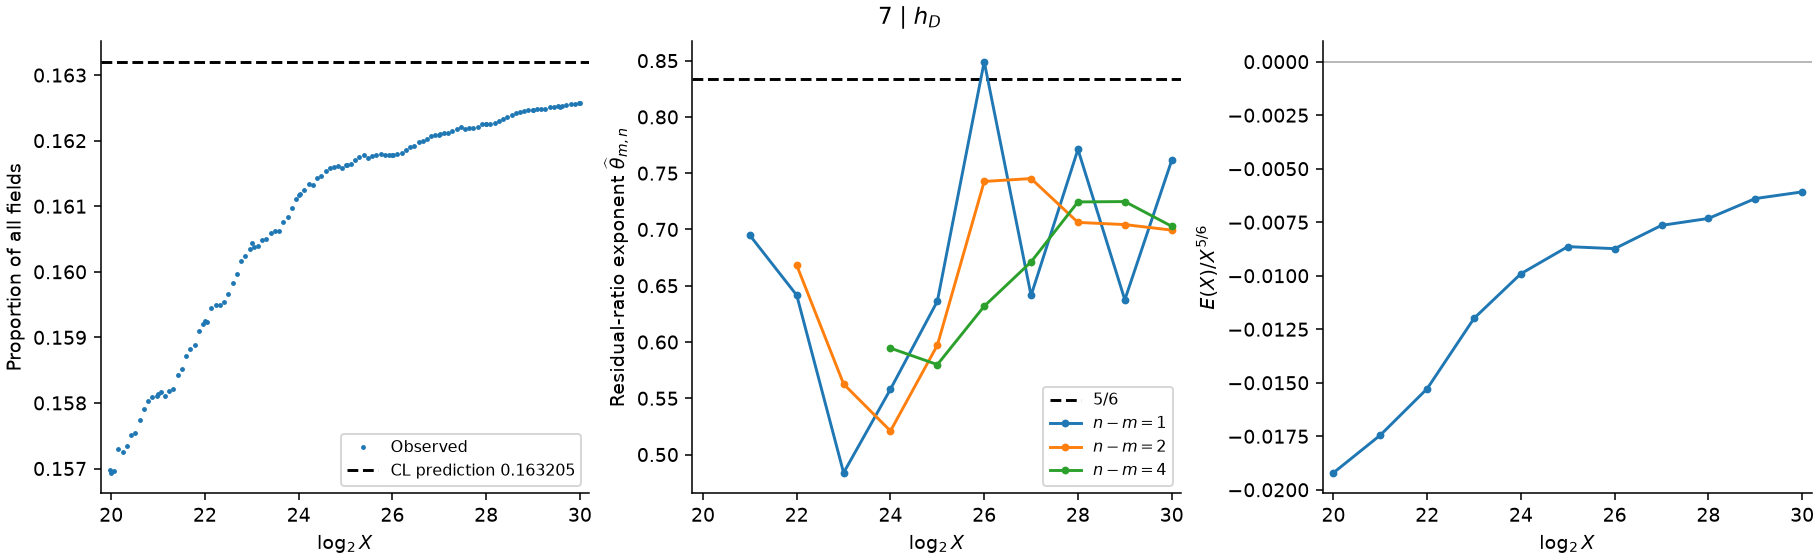 7 | h_D
Proportion of all fields
0.163
0.162
0.161
0.160
0.159
0.158
0.157
20 22 24 26 28 30
log₂ X
Observed
CL prediction 0.163205
Residual-ratio exponent θ̂_{m,n}
0.85
0.80
0.75
0.70
0.65
0.60
0.55
0.50
20 22 24 26 28 30
log₂ X
5/6
n − m = 1
n − m = 2
n − m = 4
E(X)/X^{5/6}
0.0000
−0.0025
−0.0050
−0.0075
−0.0100
−0.0125
−0.0150
−0.0175
−0.0200
20 22 24 26 28 30
log₂ X